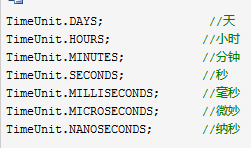 TimeUnit.DAYS; //天
TimeUnit.HOURS; //小时
TimeUnit.MINUTES; //分钟
TimeUnit.SECONDS; //秒
TimeUnit.MILLISECONDS; //毫秒
TimeUnit.MICROSECONDS; //微妙
TimeUnit.NANOSECONDS; //纳秒